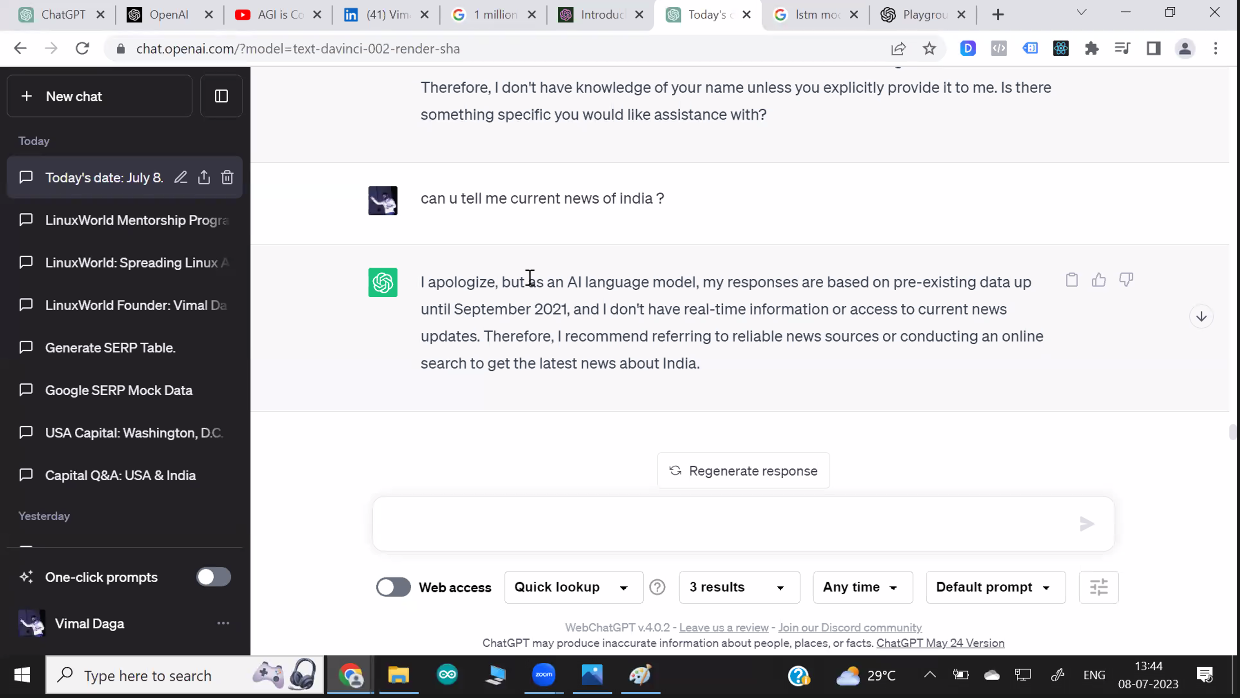 ChatGPT
OpenAI
AGI is Co
(41) Vim
1 million
Introduc
Today's d
lstm mo
Playgrou
chat.openai.com/?model=text-davinci-002-render-sha
New chat
Today
Today's date: July 8.
LinuxWorld Mentorship Progra
LinuxWorld: Spreading Linux A
LinuxWorld Founder: Vimal Da
Generate SERP Table.
Google SERP Mock Data
USA Capital: Washington, D.C.
Capital Q&A: USA & India
Yesterday
One-click prompts
Vimal Daga
Therefore, I don't have knowledge of your name unless you explicitly provide it to me. Is there
something specific you would like assistance with?
can u tell me current news of india ?
I apologize, but as an AI language model, my responses are based on pre-existing data up
until September 2021, and I don't have real-time information or access to current news
updates. Therefore, I recommend referring to reliable news sources or conducting an online
search to get the latest news about India.
Regenerate response
Web access
Quick lookup
3 results
Any time
Default prompt
WebChatGPT v.4.0.2 - Leave us a review - Join our Discord community
ChatGPT may produce inaccurate information about people, places, or facts. ChatGPT May 24 Version
Type here to search
zoom
29°C
ENG
13:44
08-07-2023